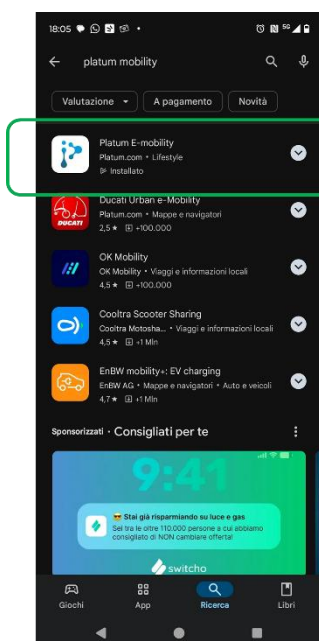 18:05
5G
platum mobility
Valutazione
A pagamento
Novità
Platum E-mobility
Platum.com • Lifestyle
Installato
DUCATI
Ducati Urban e-Mobility
Platum.com • Mappe e navigatori
2,5 ★ +100.000
OK Mobility
OK Mobility • Viaggi e informazioni locali
4,5 ★ +100.000
Cooltra Scooter Sharing
Cooltra Motosha... • Viaggi e informazioni locali
4,5 ★ +1 Mln
EnBW mobility+: EV charging
EnBW AG • Mappe e navigatori • Auto e veicoli
4,7 ★ +1 Mln
Sponsorizzati • Consigliati per te
9:41
Stai già risparmiando su luce e gas
Sei tra le oltre 110.000 persone a cui abbiamo
consigliato di NON cambiare offerta!
switcho
Giochi
App
Ricerca
Libri